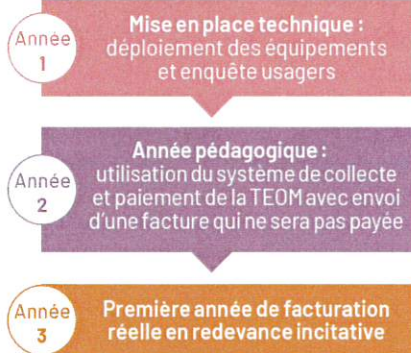 Année
1
Mise en place technique :
déploiement des équipements
et enquête usagers
Année
2
Année pédagogique :
utilisation du système de collecte
et paiement de la TEOM avec envoi
d'une facture qui ne sera pas payée
Année
3
Première année de facturation
réelle en redevance incitative